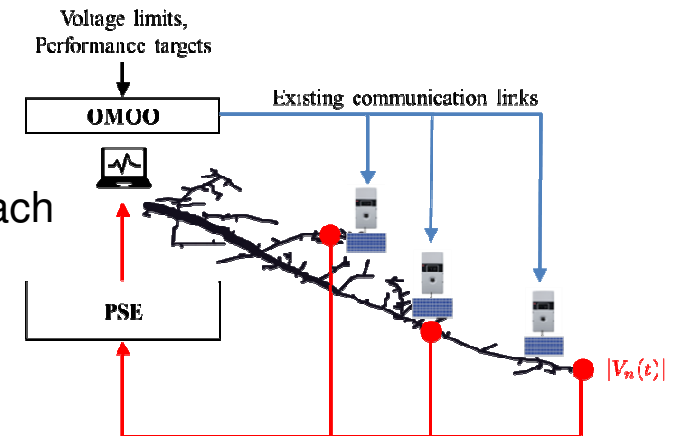 Voltage limits,
Performance targets
OMOO
Existing communication links
ach
PSE
|Vₙ(t)|